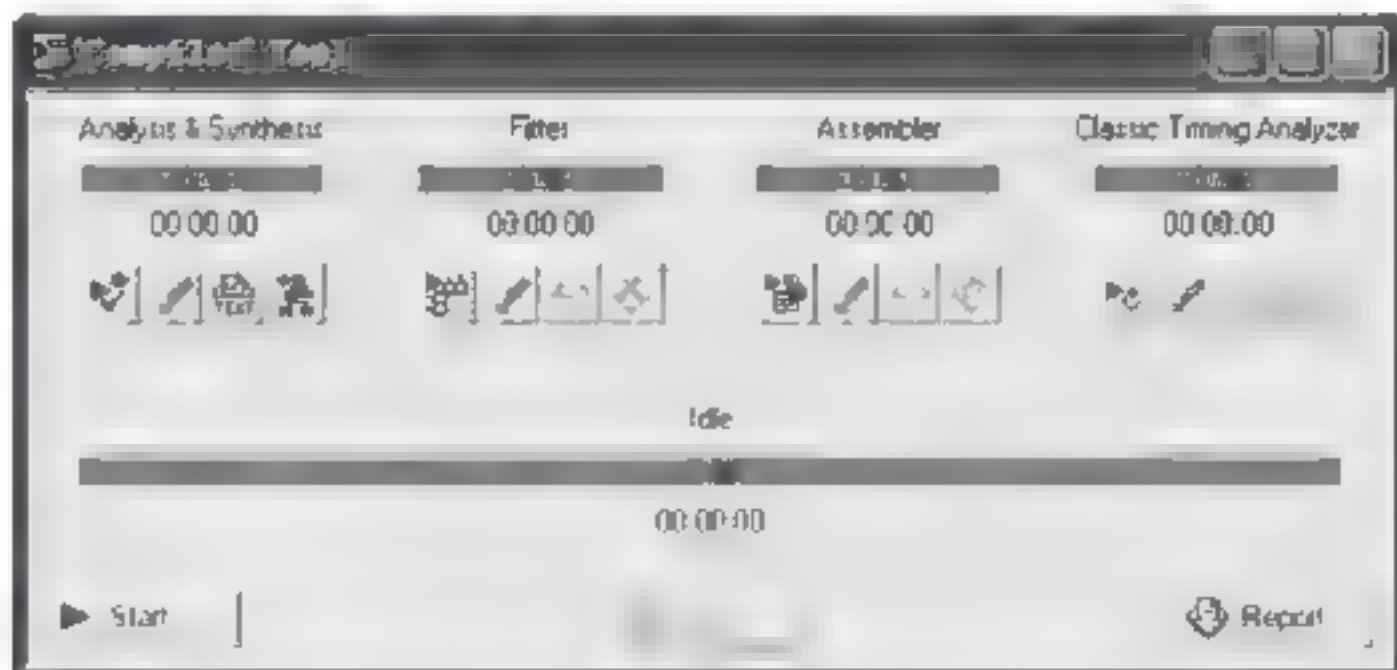 Analysis & Synthesis Fitter Assembler Classic Timing Analyzer
00:00:00 00:00:00 00:00:00 00:00:00
TEXT
Idle
00:00:00
Start Report